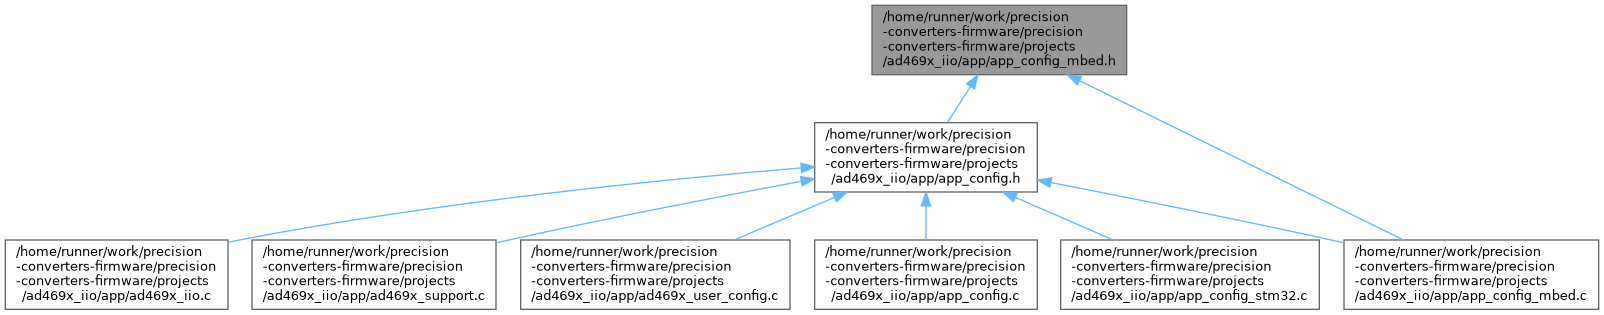 /home/runner/work/precision
-converters-firmware/precision
-converters-firmware/projects
/ad469x_iio/app/app_config_mbed.h
/home/runner/work/precision
-converters-firmware/precision
-converters-firmware/projects
/ad469x_iio/app/app_config.h
/home/runner/work/precision
-converters-firmware/precision
-converters-firmware/projects
/ad469x_iio/app/ad469x_iio.c
/home/runner/work/precision
-converters-firmware/precision
-converters-firmware/projects
/ad469x_iio/app/ad469x_support.c
/home/runner/work/precision
-converters-firmware/precision
-converters-firmware/projects
/ad469x_iio/app/ad469x_user_config.c
/home/runner/work/precision
-converters-firmware/precision
-converters-firmware/projects
/ad469x_iio/app/app_config.c
/home/runner/work/precision
-converters-firmware/precision
-converters-firmware/projects
/ad469x_iio/app/app_config_stm32.c
/home/runner/work/precision
-converters-firmware/precision
-converters-firmware/projects
/ad469x_iio/app/app_config_mbed.c